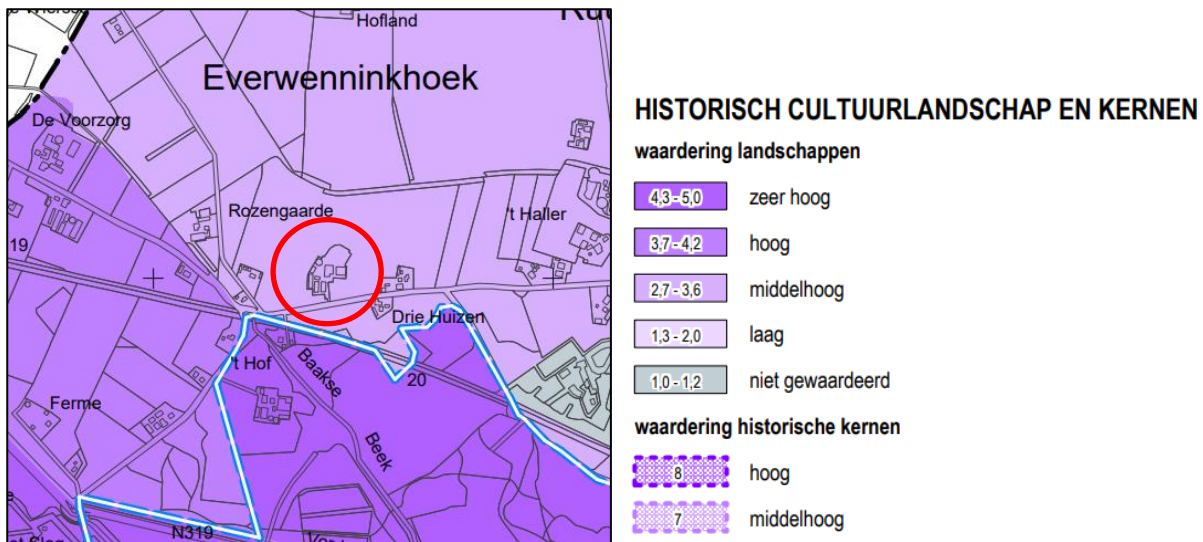 Hofland
Everwenninkhoek
De Voorzorg
Rozengaarde
't Haller
19
Drie Huizen
't Hof
Baakse
20
Ferme
Beek
N319
HISTORISCH CULTUURLANDSCHAP EN KERNEN
waardering landschappen
4,3 - 5,0 zeer hoog
3,7 - 4,2 hoog
2,7 - 3,6 middelhoog
1,3 - 2,0 laag
1,0 - 1,2 niet gewaardeerd
waardering historische kernen
8 hoog
7 middelhoog